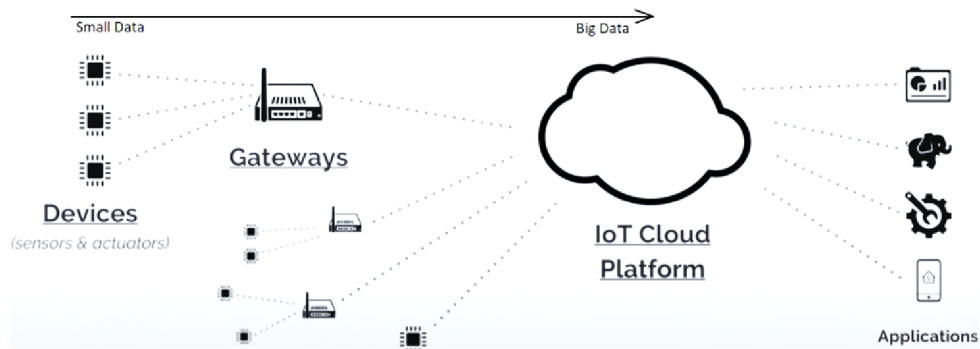 Small Data
Big Data
Gateways
Devices
(sensors & actuators)
IoT Cloud
Platform
Applications